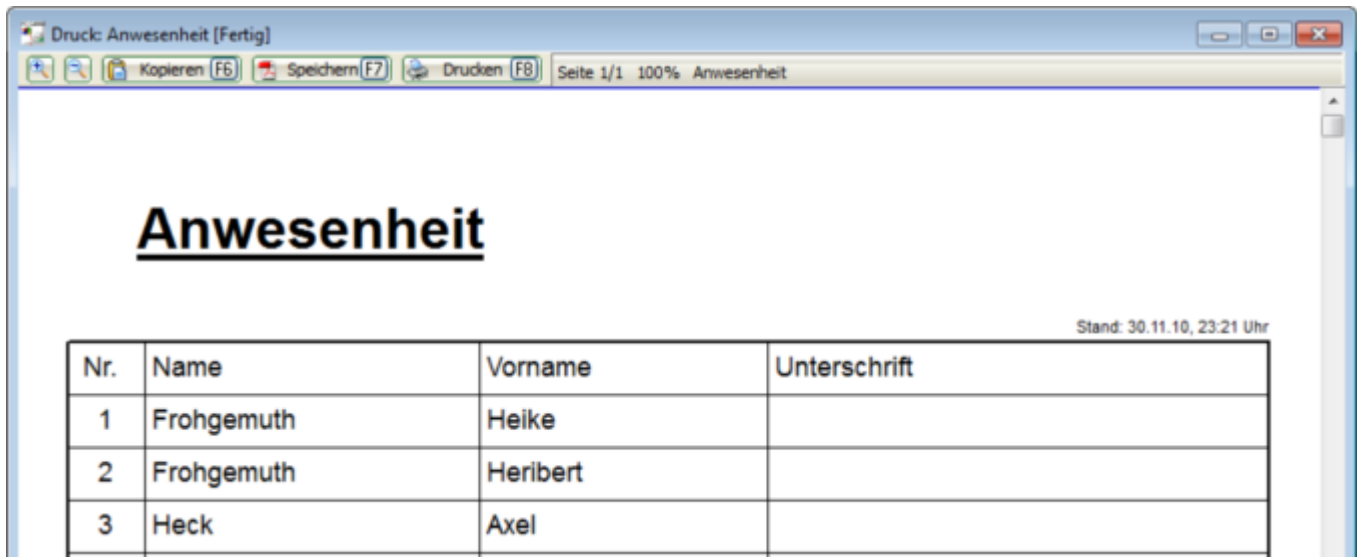 Druck: Anwesenheit [Fertig]
Kopieren F6 Speichern F7 Drucken F8 Seite 1/1 100% Anwesenheit
Anwesenheit
Stand: 30.11.10, 23:21 Uhr
Nr. Name Vorname Unterschrift
1 Frohgemuth Heike
2 Frohgemuth Heribert
3 Heck Axel